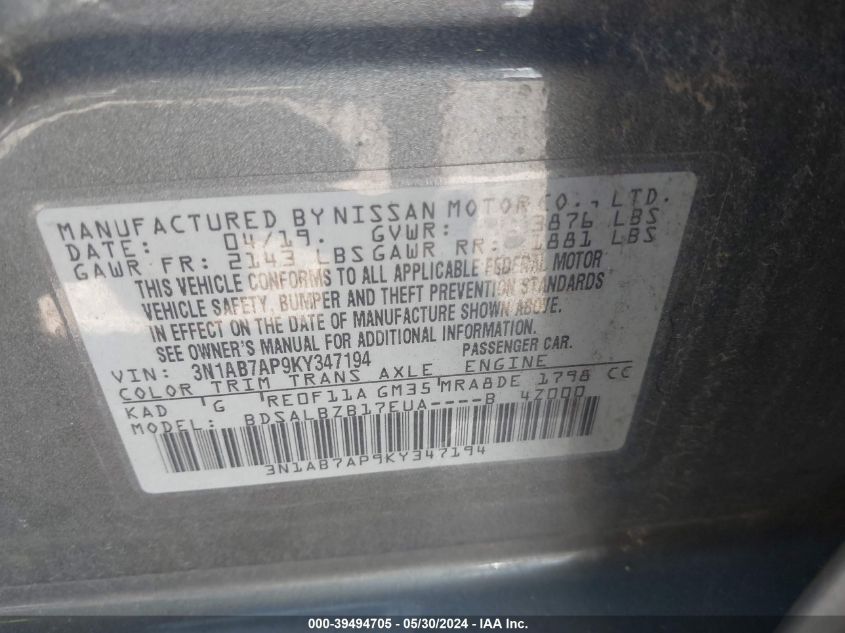 MANUFACTURED BY NISSAN MOTOR CO., LTD.
DATE: 04/19. GVWR: 3876 LBS
GAWR FR: 2143 LBS GAWR RR: 1881 LBS
THIS VEHICLE CONFORMS TO ALL APPLICABLE FEDERAL MOTOR
VEHICLE SAFETY, BUMPER AND THEFT PREVENTION STANDARDS
IN EFFECT ON THE DATE OF MANUFACTURE SHOWN ABOVE.
SEE OWNER'S MANUAL FOR ADDITIONAL INFORMATION.
VIN: 3N1AB7AP9KY347194 PASSENGER CAR.
COLOR TRIM TRANS AXLE ENGINE
KAD G RE0F11A GM35 MRA8DE 1798 CC
MODEL: BDSALBZB17EUA----B 4Z000
3N1AB7AP9KY347194
000-39494705 - 05/30/2024 - IAA Inc.